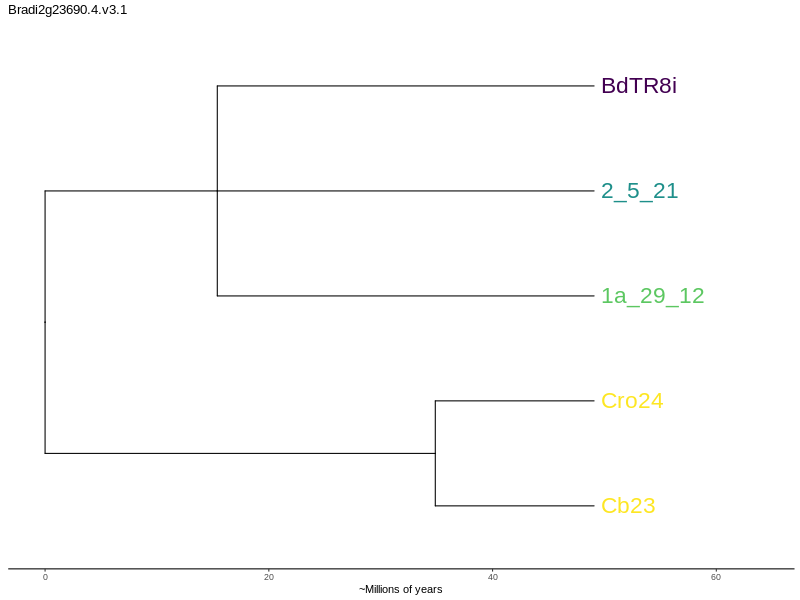 Bradi2g23690.4.v3.1
BdTR8i
2_5_21
1a_29_12
Cro24
Cb23
0 20 40 60
~Millions of years